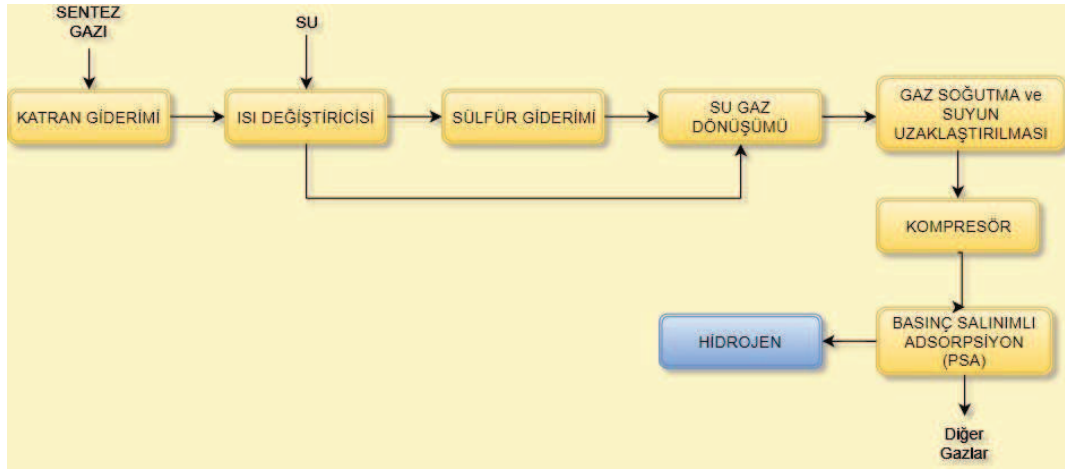 SENTEZ
GAZI
SU
KATRAN GİDERİMİ
ISI DEĞİŞTİRİCİSİ
SÜLFÜR GİDERİMİ
SU GAZ
DÖNÜŞÜMÜ
GAZ SOĞUTMA ve
SUYUN
UZAKLAŞTIRILMASI
KOMPRESÖR
HİDROJEN
BASINÇ SALINIMLI
ADSORPSİYON
(PSA)
Diğer
Gazlar